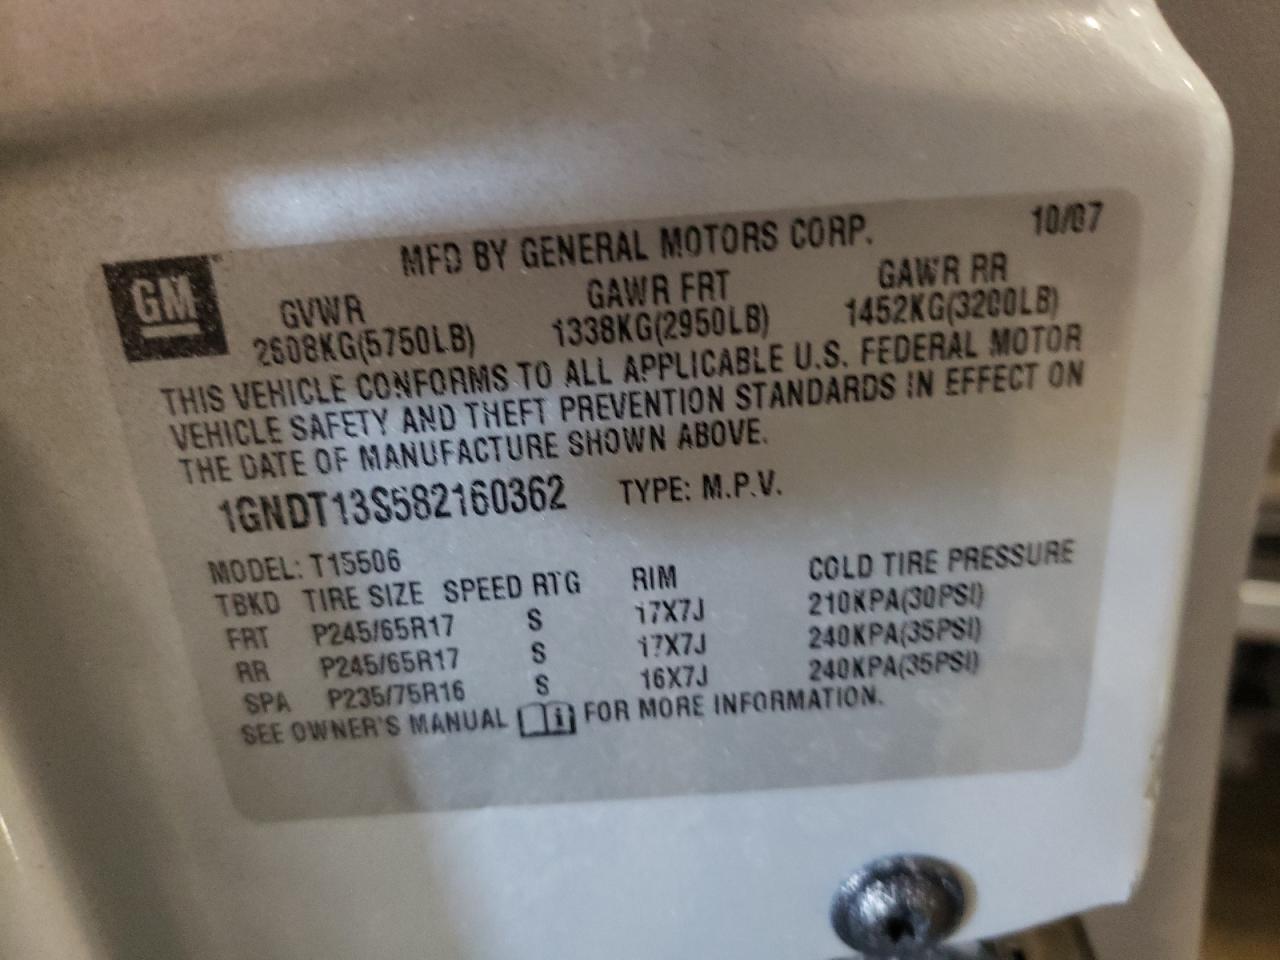 GM
MFD BY GENERAL MOTORS CORP. 10/07
GVWR GAWR FRT GAWR RR
2608KG(5750LB) 1338KG(2950LB) 1452KG(3200LB)
THIS VEHICLE CONFORMS TO ALL APPLICABLE U.S. FEDERAL MOTOR
VEHICLE SAFETY AND THEFT PREVENTION STANDARDS IN EFFECT ON
THE DATE OF MANUFACTURE SHOWN ABOVE.
1GNDT13S582160362 TYPE: M.P.V.
MODEL: T15506
TBKD TIRE SIZE SPEED RTG RIM COLD TIRE PRESSURE
FRT P245/65R17 S 17X7J 210KPA(30PSI)
RR P245/65R17 S 17X7J 240KPA(35PSI)
SPA P235/75R16 S 16X7J 240KPA(35PSI)
SEE OWNER'S MANUAL FOR MORE INFORMATION.